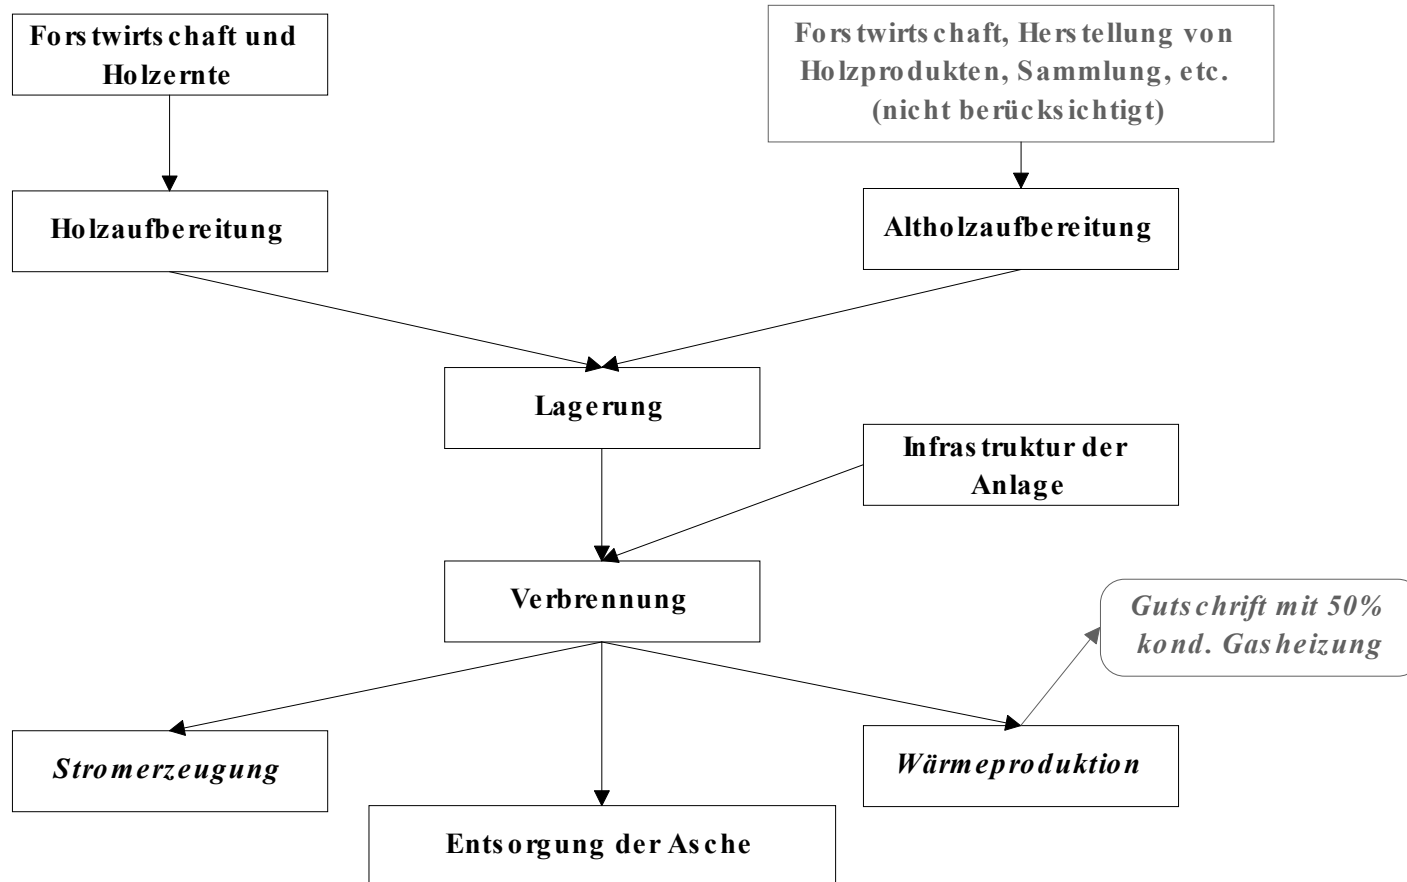 Forstwirtschaft und
Holzernte
Forstwirtschaft, Herstellung von
Holzprodukten, Sammlung, etc.
(nicht berücksichtigt)
Holzaufbereitung
Altholzaufbereitung
Lagerung
Infrastruktur der
Anlage
Verbrennung
Gutschrift mit 50%
kond. Gasheizung
Stromerzeugung
Wärmeproduktion
Entsorgung der Asche